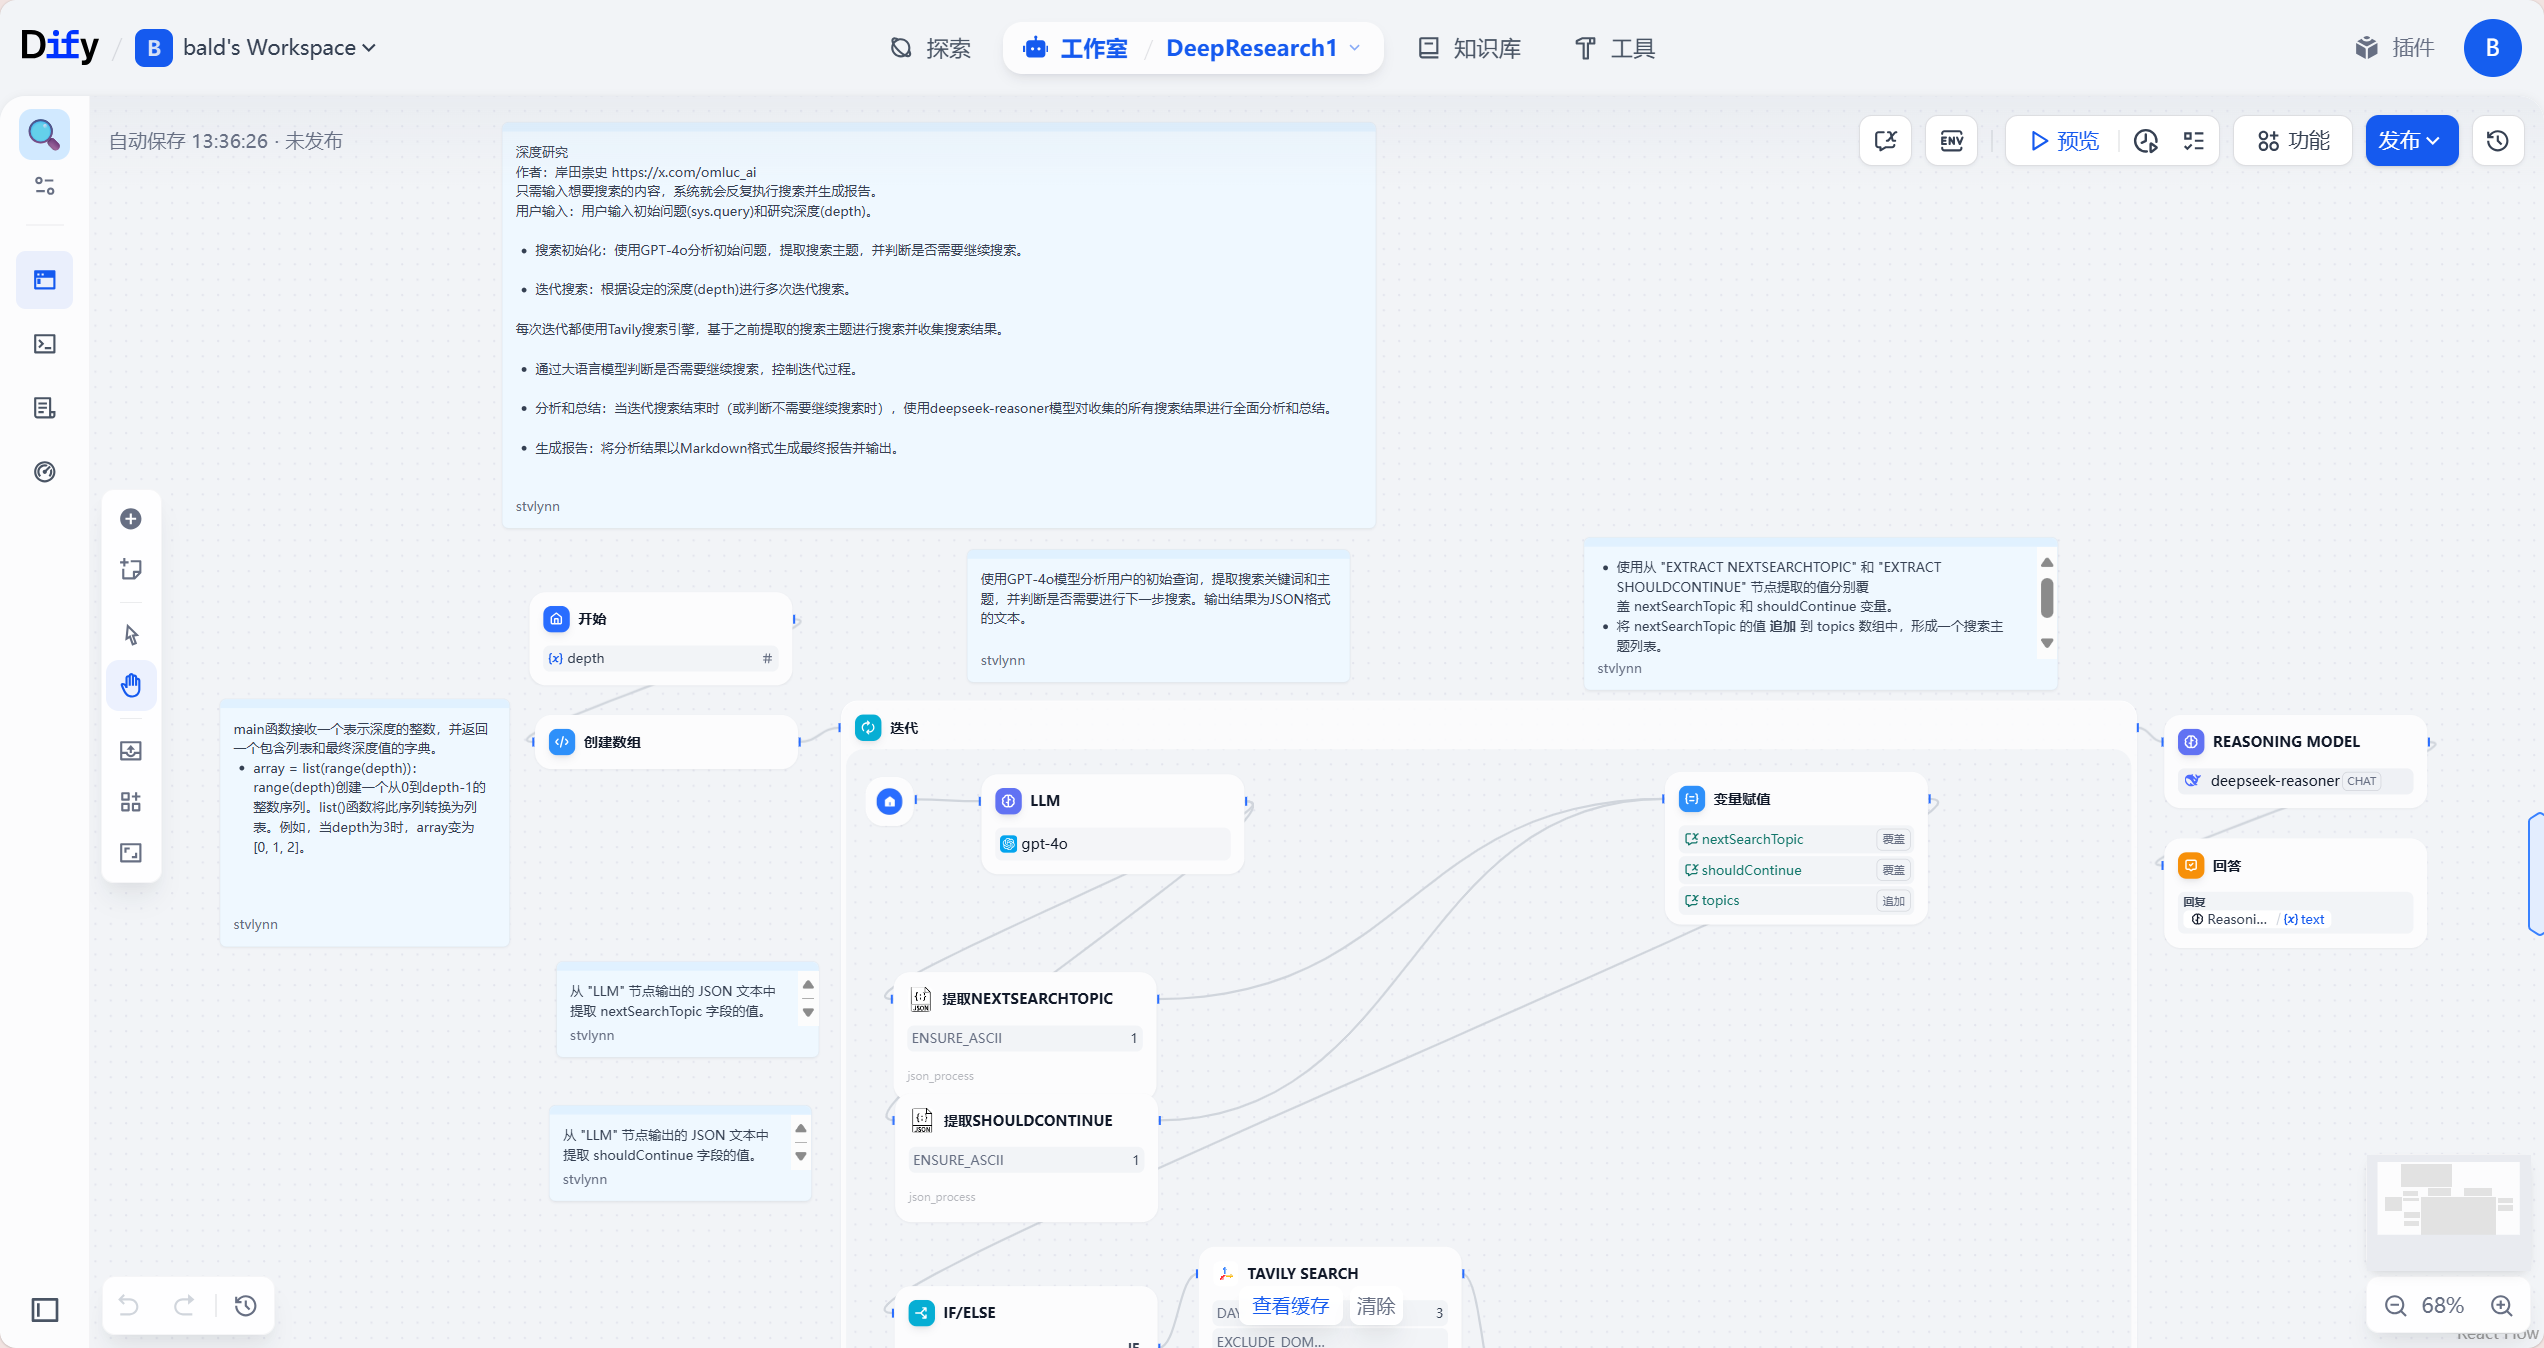 Dify / B bald's Workspace
探索
工作室 / DeepResearch1
知识库
工具
插件
B
自动保存 13:36:26 · 未发布
ENV
预览
功能
发布
深度研究
作者：岸田崇史 https://x.com/omluc_ai
只需输入想要搜索的内容，系统就会反复执行搜索并生成报告。
用户输入：用户输入初始问题(sys.query)和研究深度(depth)。
• 搜索初始化：使用GPT-4o分析初始问题，提取搜索主题，并判断是否需要继续搜索。
• 迭代搜索：根据设定的深度(depth)进行多次迭代搜索。
每次迭代都使用Tavily搜索引擎，基于之前提取的搜索主题进行搜索并收集搜索结果。
• 通过大语言模型判断是否需要继续搜索，控制迭代过程。
• 分析和总结：当迭代搜索结束时（或判断不需要继续搜索时），使用deepseek-reasoner模型对收集的所有搜索结果进行全面分析和总结。
• 生成报告：将分析结果以Markdown格式生成最终报告并输出。
stvlynn
使用GPT-4o模型分析用户的初始查询，提取搜索关键词和主
题，并判断是否需要进行下一步搜索。输出结果为JSON格式
的文本。
stvlynn
• 使用从 "EXTRACT NEXTSEARCHTOPIC" 和 "EXTRACT
SHOULDCONTINUE" 节点提取的值分别覆
盖 nextSearchTopic 和 shouldContinue 变量。
• 将 nextSearchTopic 的值 追加 到 topics 数组中，形成一个搜索主
题列表。
stvlynn
开始
{x} depth #
main函数接收一个表示深度的整数，并返回
一个包含列表和最终深度值的字典。
• array = list(range(depth)):
range(depth)创建一个从0到depth-1的
整数序列。list()函数将此序列转换为列
表。例如，当depth为3时，array变为
[0, 1, 2]。
stvlynn
创建数组
迭代
LLM
gpt-4o
变量赋值
nextSearchTopic 覆盖
shouldContinue 覆盖
topics 追加
REASONING MODEL
deepseek-reasoner CHAT
回答
回复
Reasoni... / {x} text
从 "LLM" 节点输出的 JSON 文本中
提取 nextSearchTopic 字段的值。
stvlynn
提取NEXTSEARCHTOPIC
ENSURE_ASCII 1
json_process
从 "LLM" 节点输出的 JSON 文本中
提取 shouldContinue 字段的值。
stvlynn
提取SHOULDCONTINUE
ENSURE_ASCII 1
json_process
IF/ELSE
IF
TAVILY SEARCH
DAY 3
查看缓存 清除
EXCLUDE_DOM...
68%
React Flow